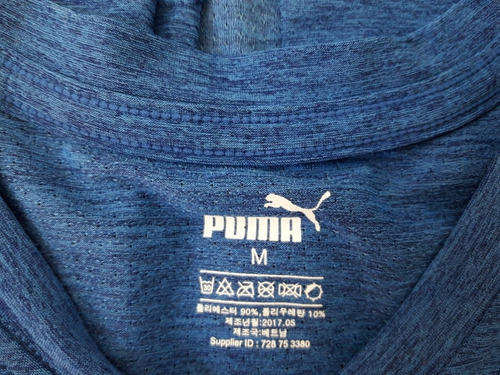 PUMA
M
폴리에스터 90%, 폴리우레탄 10%
제조년월:2017.05
제조국:베트남
Supplier ID : 728 75 3380